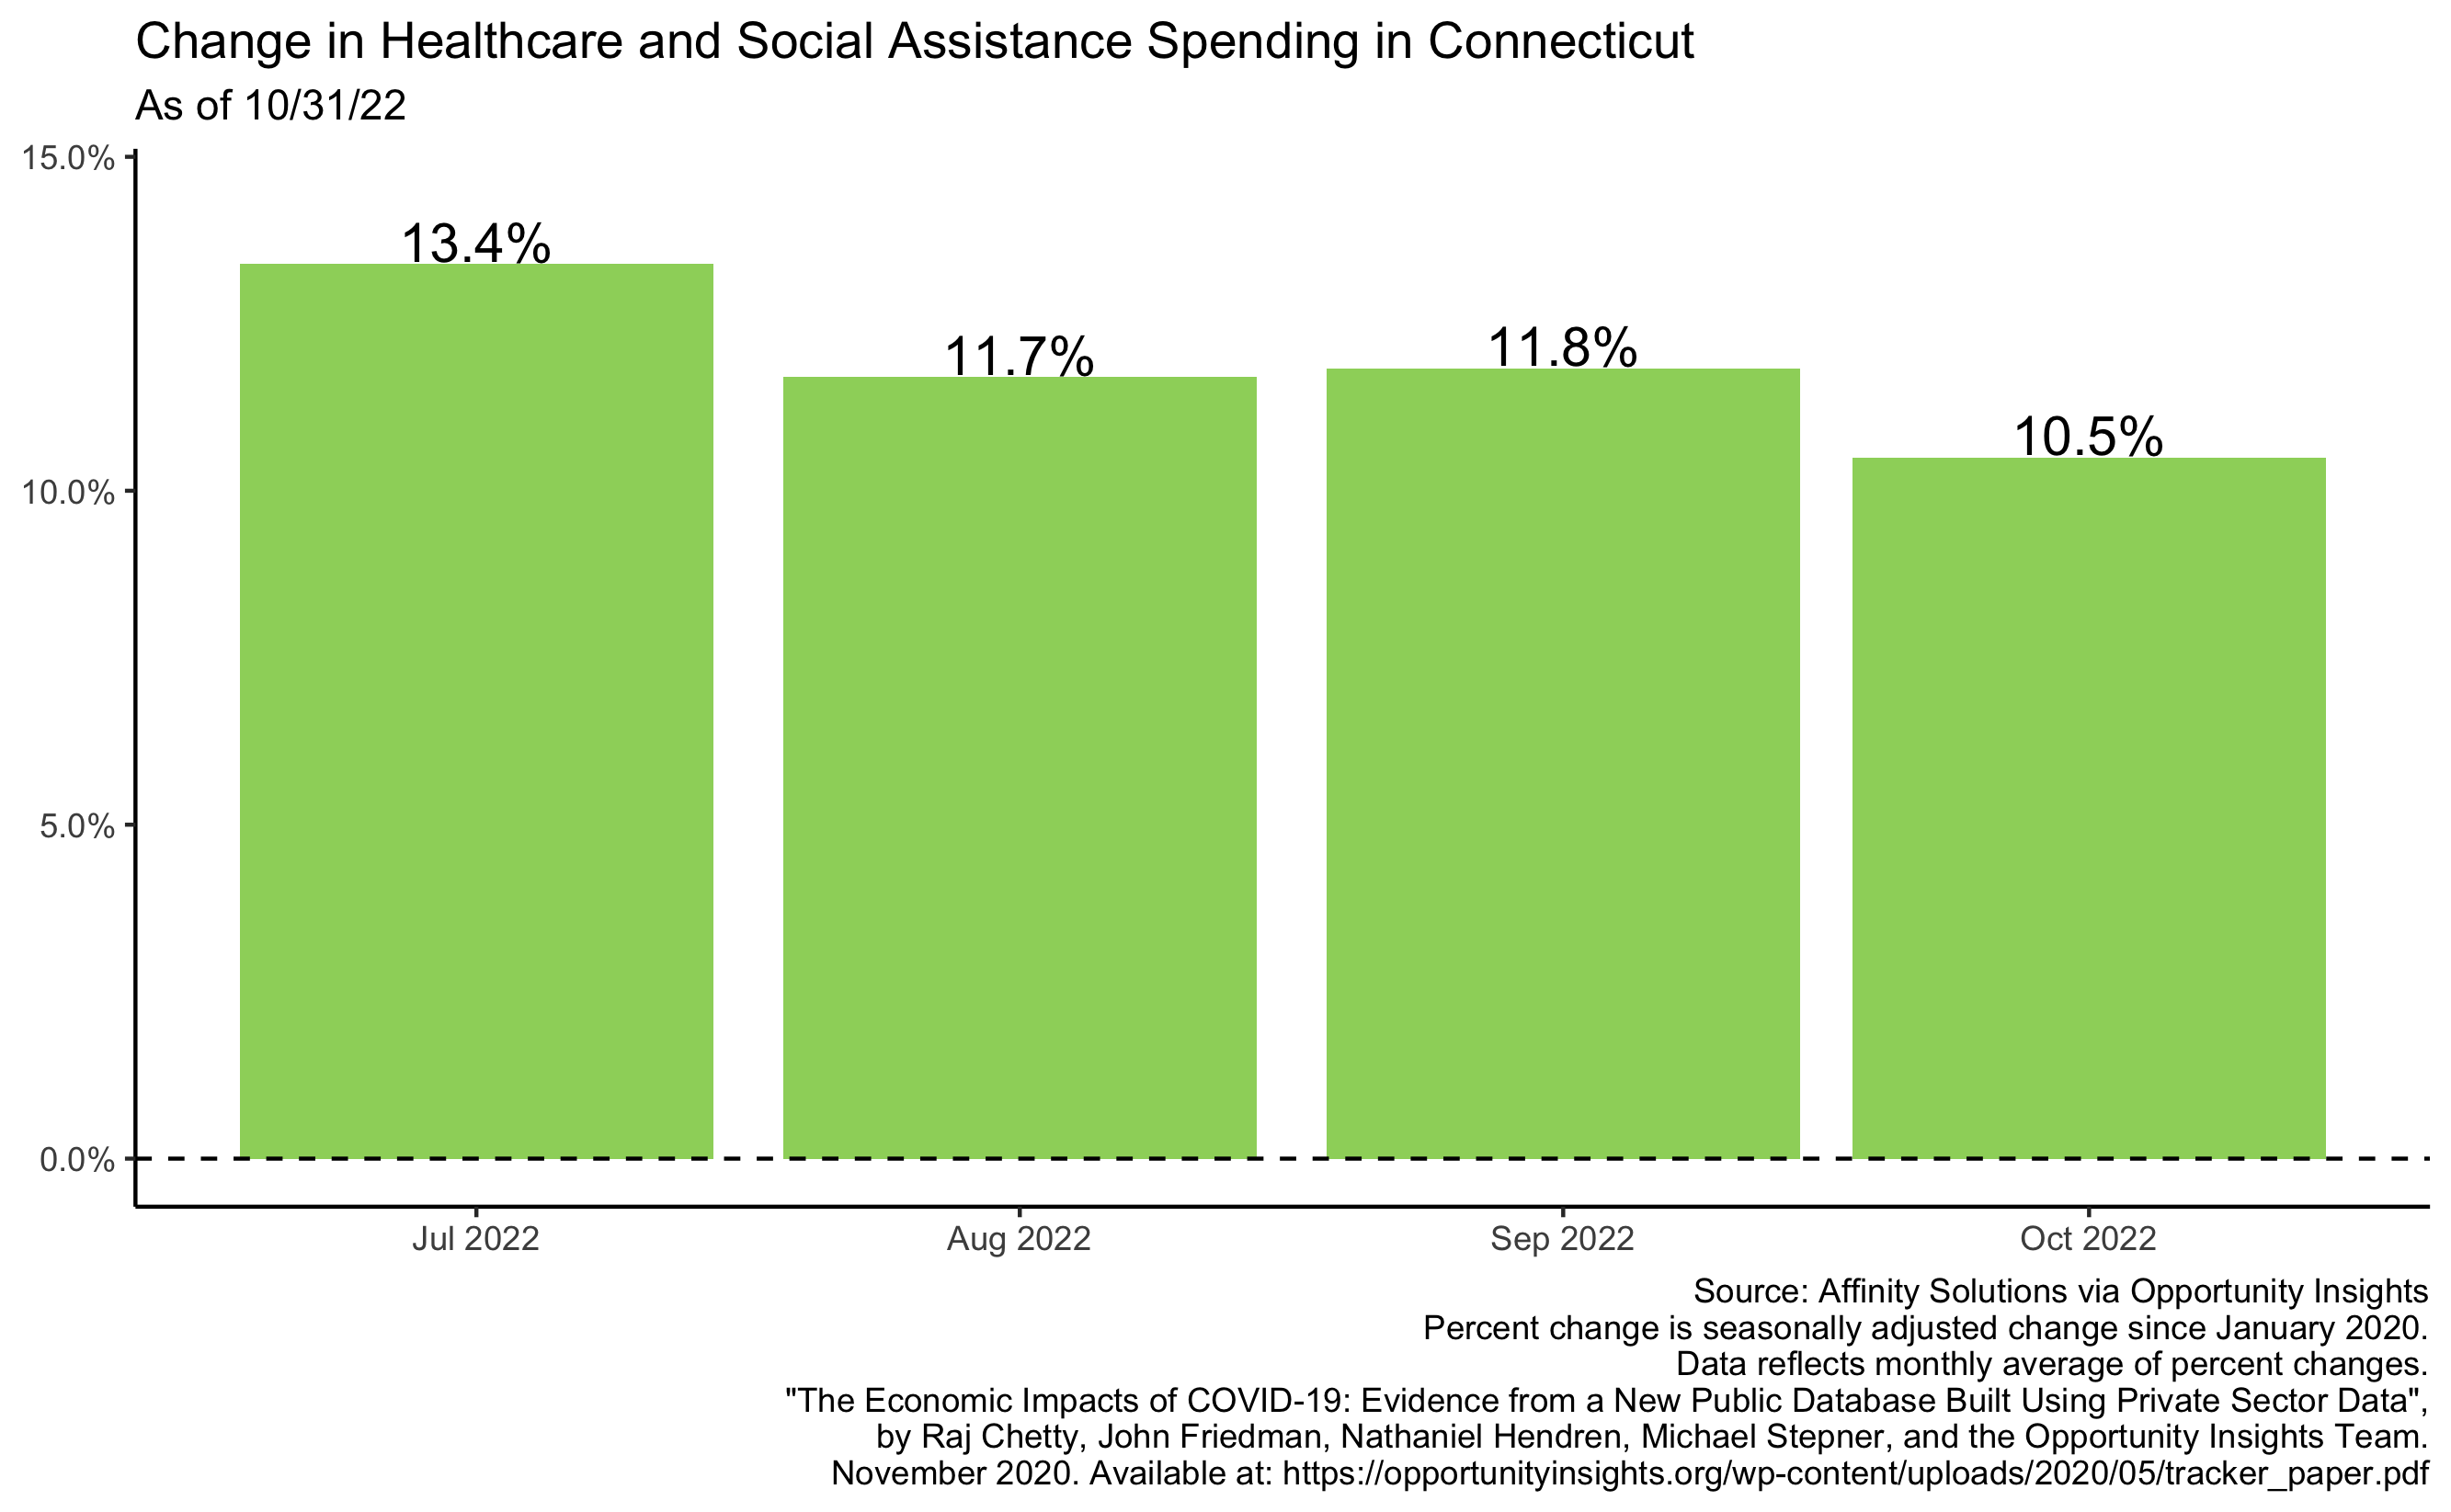 Change in Healthcare and Social Assistance Spending in Connecticut
As of 10/31/22
15.0%
13.4%
11.7%
11.8%
10.5%
10.0%
5.0%
0.0%
Jul 2022
Aug 2022
Sep 2022
Oct 2022
Source: Affinity Solutions via Opportunity Insights
Percent change is seasonally adjusted change since January 2020.
Data reflects monthly average of percent changes.
"The Economic Impacts of COVID-19: Evidence from a New Public Database Built Using Private Sector Data",
by Raj Chetty, John Friedman, Nathaniel Hendren, Michael Stepner, and the Opportunity Insights Team.
November 2020. Available at: https://opportunityinsights.org/wp-content/uploads/2020/05/tracker_paper.pdf